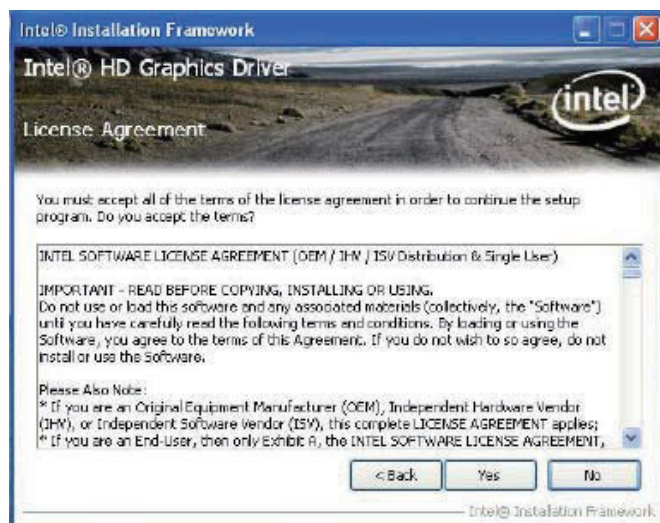 Intel® Installation Framework
Intel® HD Graphics Driver
intel
License Agreement
You must accept all of the terms of the license agreement in order to continue the setup
program. Do you accept the terms?
INTEL SOFTWARE LICENSE AGREEMENT (OEM / IHV / ISV Distribution & Single User)
IMPORTANT - READ BEFORE COPYING, INSTALLING OR USING.
Do not use or load this software and any associated materials (collectively, the "Software")
until you have carefully read the following terms and conditions. By loading or using the
Software, you agree to the terms of this Agreement. If you do not wish to so agree, do not
install or use the Software.
Please Also Note:
* If you are an Original Equipment Manufacturer (OEM), Independent Hardware Vendor
(IHV), or Independent Software Vendor (ISV), this complete LICENSE AGREEMENT applies;
* If you are an End-User, then only Exhibit A, the INTEL SOFTWARE LICENSE AGREEMENT,
< Back Yes No
Intel® Installation Framework